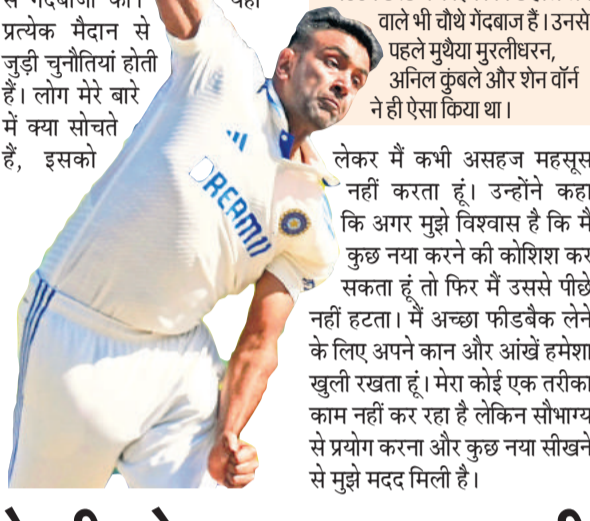 प्रत्येक मैदान से
जुड़ी चुनौतियां होती
हैं। लोग मेरे बारे
में क्या सोचते
हैं, इसको
वाले भी चौथे गेंदबाज हैं। उनसे
पहले मुथैया मुरलीधरन,
अनिल कुंबले और शेन वॉर्न
ने ही ऐसा किया था।
लेकर मैं कभी असहज महसूस
नहीं करता हूं। उन्होंने कहा
कि अगर मुझे विश्वास है कि मैं
कुछ नया करने की कोशिश कर
सकता हूं तो फिर मैं उससे पीछे
नहीं हटता। मैं अच्छा फीडबैक लेने
के लिए अपने कान और आंखें हमेशा
खुली रखता हूं। मेरा कोई एक तरीका
काम नहीं कर रहा है लेकिन सौभाग्य
से प्रयोग करना और कुछ नया सीखने
से मुझे मदद मिली है।
DREAM11